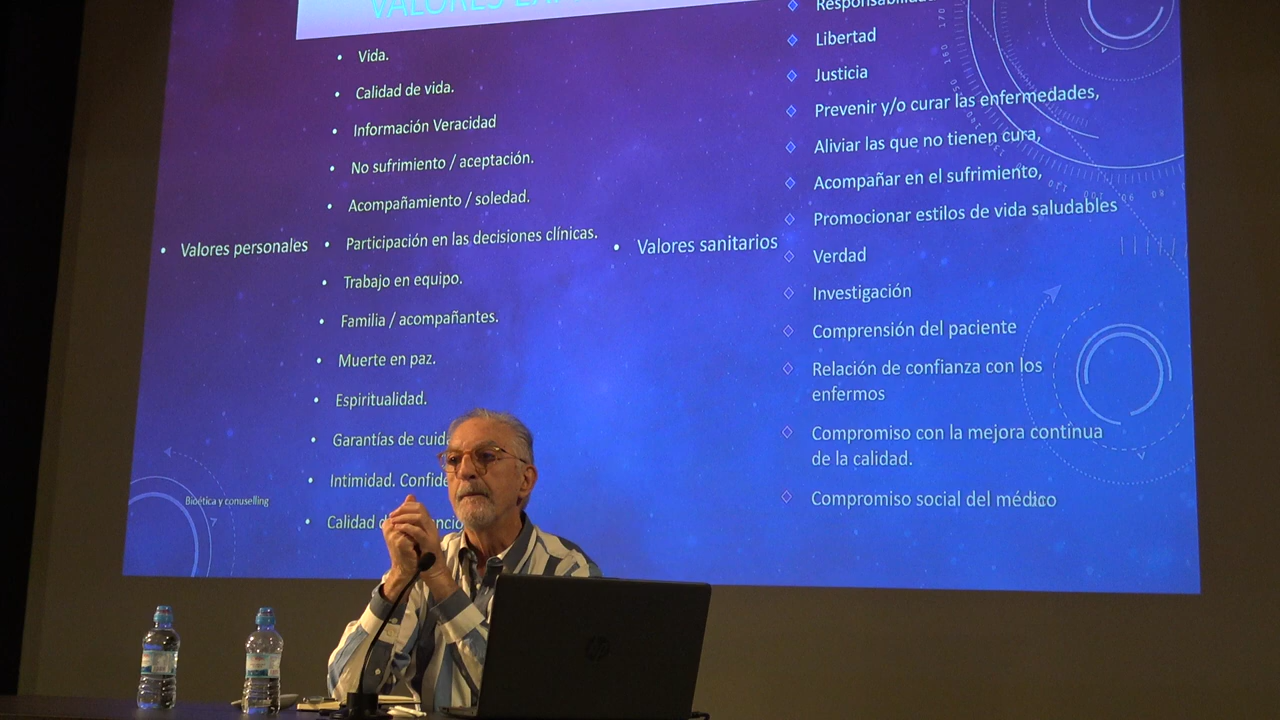 VALORES
• Vida.
• Calidad de vida.
• Información Veracidad
• No sufrimiento / aceptación.
• Acompañamiento / soledad.
• Valores personales
• Participación en las decisiones clínicas.
• Trabajo en equipo.
• Familia / acompañantes.
• Muerte en paz.
• Espiritualidad.
• Garantías de
• Intimidad.
• Calidad
• Valores sanitarios
Libertad
Justicia
Prevenir y/o curar las enfermedades,
Aliviar las que no tienen cura,
Acompañar en el sufrimiento,
Promocionar estilos de vida saludables
Verdad
Investigación
Comprensión del paciente
Relación de confianza con los
enfermos
Compromiso con la mejora continua
de la calidad.
Compromiso social del médico
Bioética y conuselling
hp